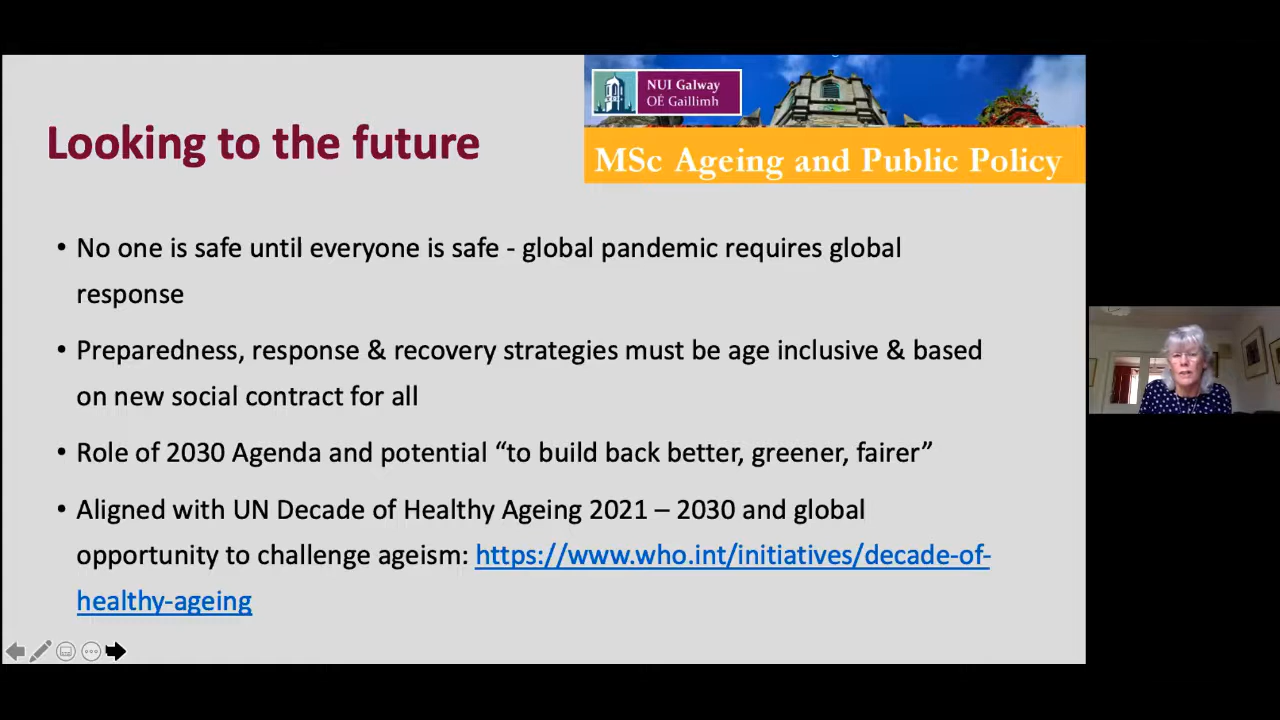 NUI Galway
OÉ Gaillimh
Looking to the future
MSc Ageing and Public Policy
• No one is safe until everyone is safe - global pandemic requires global
response
• Preparedness, response & recovery strategies must be age inclusive & based
on new social contract for all
• Role of 2030 Agenda and potential “to build back better, greener, fairer”
• Aligned with UN Decade of Healthy Ageing 2021 – 2030 and global
opportunity to challenge ageism: https://www.who.int/initiatives/decade-of-
healthy-ageing